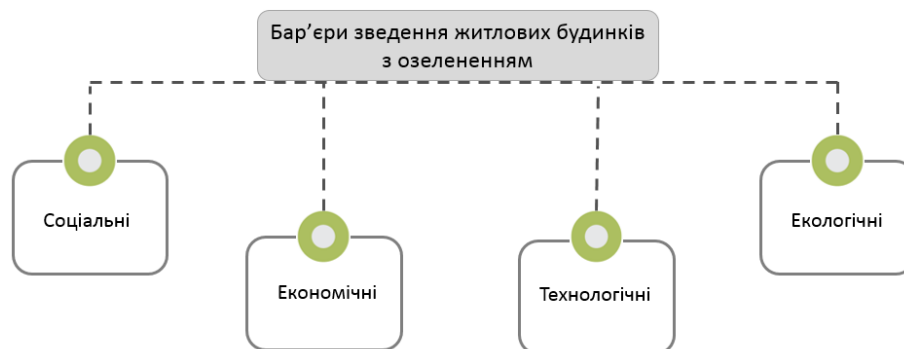 Бар’єри зведення житлових будинків
з озелененням
Соціальні
Економічні
Технологічні
Екологічні